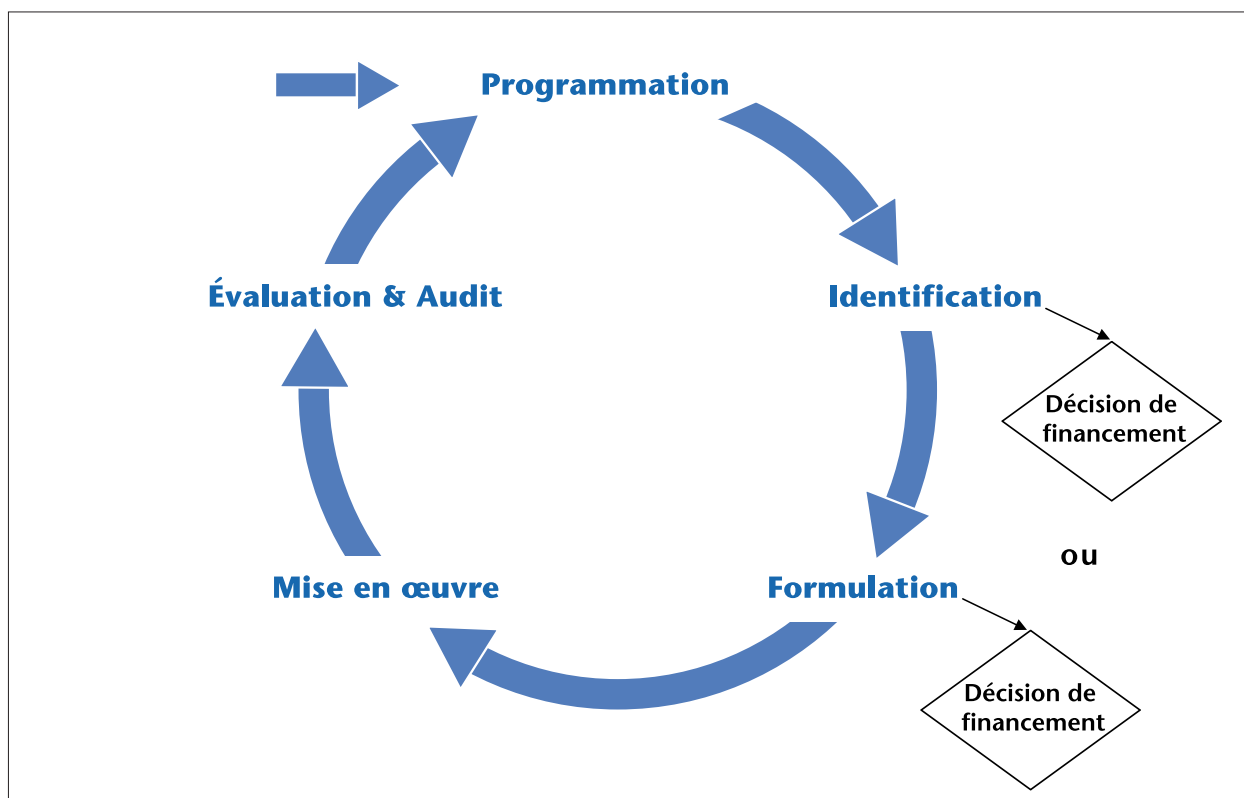 Programmation
Évaluation & Audit
Identification
Décision de
financement
ou
Mise en œuvre
Formulation
Décision de
financement